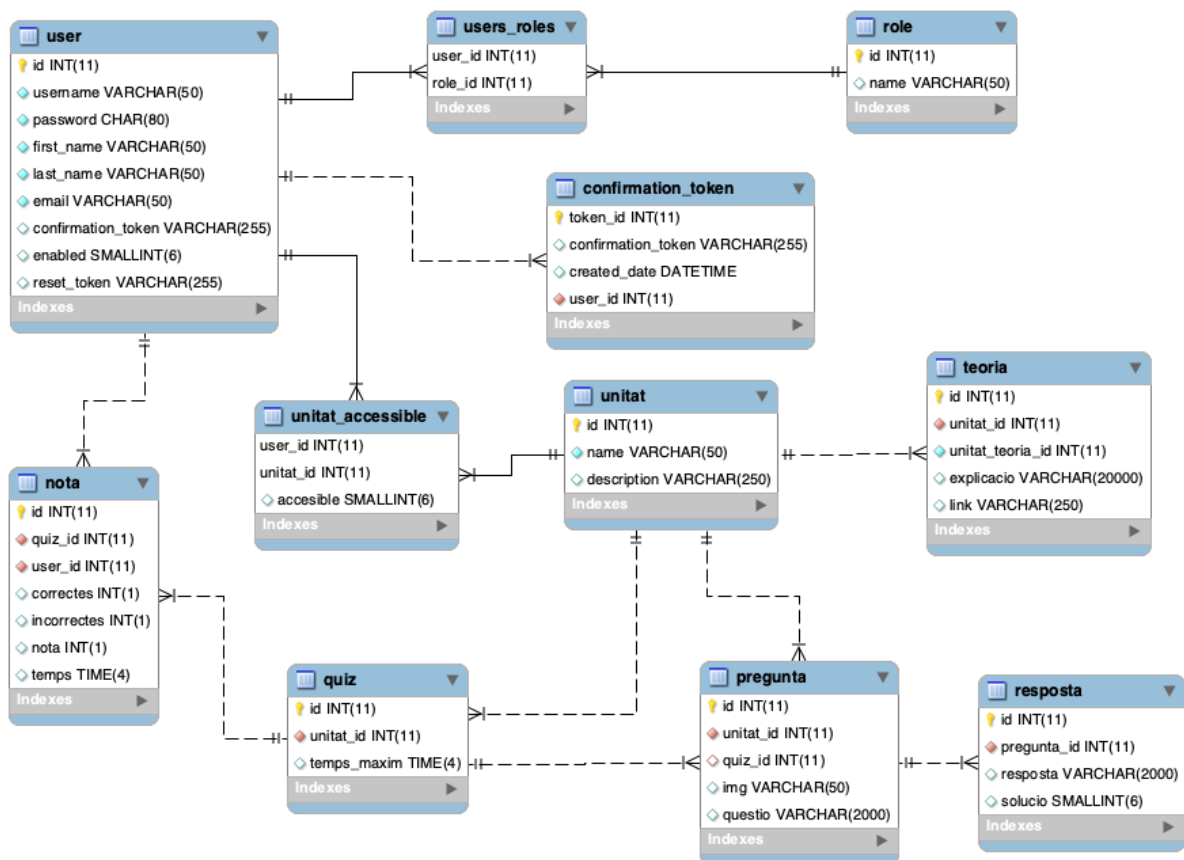 user
id INT(11)
username VARCHAR(50)
password CHAR(80)
first_name VARCHAR(50)
last_name VARCHAR(50)
email VARCHAR(50)
confirmation_token VARCHAR(255)
enabled SMALLINT(6)
reset_token VARCHAR(255)
Indexes
users_roles
user_id INT(11)
role_id INT(11)
Indexes
role
id INT(11)
name VARCHAR(50)
Indexes
confirmation_token
token_id INT(11)
confirmation_token VARCHAR(255)
created_date DATETIME
user_id INT(11)
Indexes
unitat_accessible
user_id INT(11)
unitat_id INT(11)
accesible SMALLINT(6)
Indexes
unitat
id INT(11)
name VARCHAR(50)
description VARCHAR(250)
Indexes
teoria
id INT(11)
unitat_id INT(11)
unitat_teoria_id INT(11)
explicacio VARCHAR(20000)
link VARCHAR(250)
Indexes
nota
id INT(11)
quiz_id INT(11)
user_id INT(11)
correctes INT(1)
incorrectes INT(1)
nota INT(1)
temps TIME(4)
Indexes
quiz
id INT(11)
unitat_id INT(11)
temps_maxim TIME(4)
Indexes
pregunta
id INT(11)
unitat_id INT(11)
quiz_id INT(11)
img VARCHAR(50)
questio VARCHAR(2000)
Indexes
resposta
id INT(11)
pregunta_id INT(11)
resposta VARCHAR(2000)
solucio SMALLINT(6)
Indexes